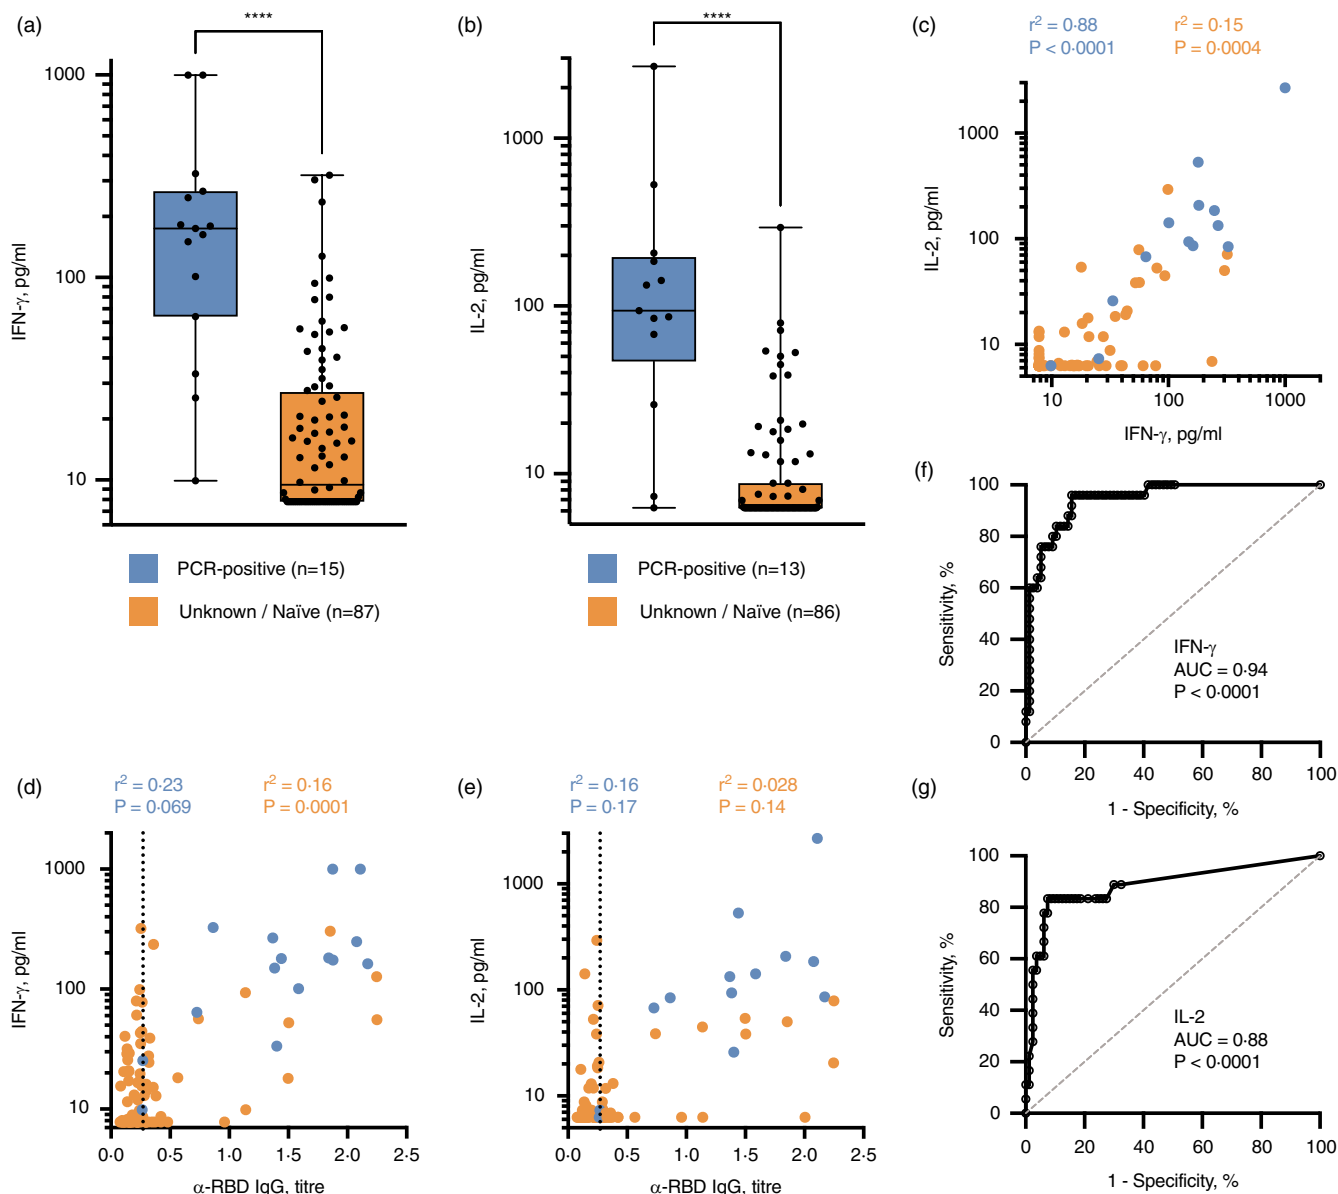 (a)
****
1000
100
10
IFN-γ, pg/ml
PCR-positive (n=15)
Unknown / Naïve (n=87)
(b)
****
1000
100
10
IL-2, pg/ml
PCR-positive (n=13)
Unknown / Naïve (n=86)
(c)
r² = 0·88
P < 0·0001
r² = 0·15
P = 0·0004
1000
100
10
IL-2, pg/ml
10 100 1000
IFN-γ, pg/ml
(f)
100
80
60
40
20
0
Sensitivity, %
IFN-γ
AUC = 0·94
P < 0·0001
0 20 40 60 80 100
1 - Specificity, %
(d)
r² = 0·23
P = 0·069
r² = 0·16
P = 0·0001
1000
100
10
IFN-γ, pg/ml
0·0 0·5 1·0 1·5 2·0 2·5
α-RBD IgG, titre
(e)
r² = 0·16
P = 0·17
r² = 0·028
P = 0·14
1000
100
10
IL-2, pg/ml
0·0 0·5 1·0 1·5 2·0 2·5
α-RBD IgG, titre
(g)
100
80
60
40
20
0
Sensitivity, %
IL-2
AUC = 0·88
P < 0·0001
0 20 40 60 80 100
1 - Specificity, %